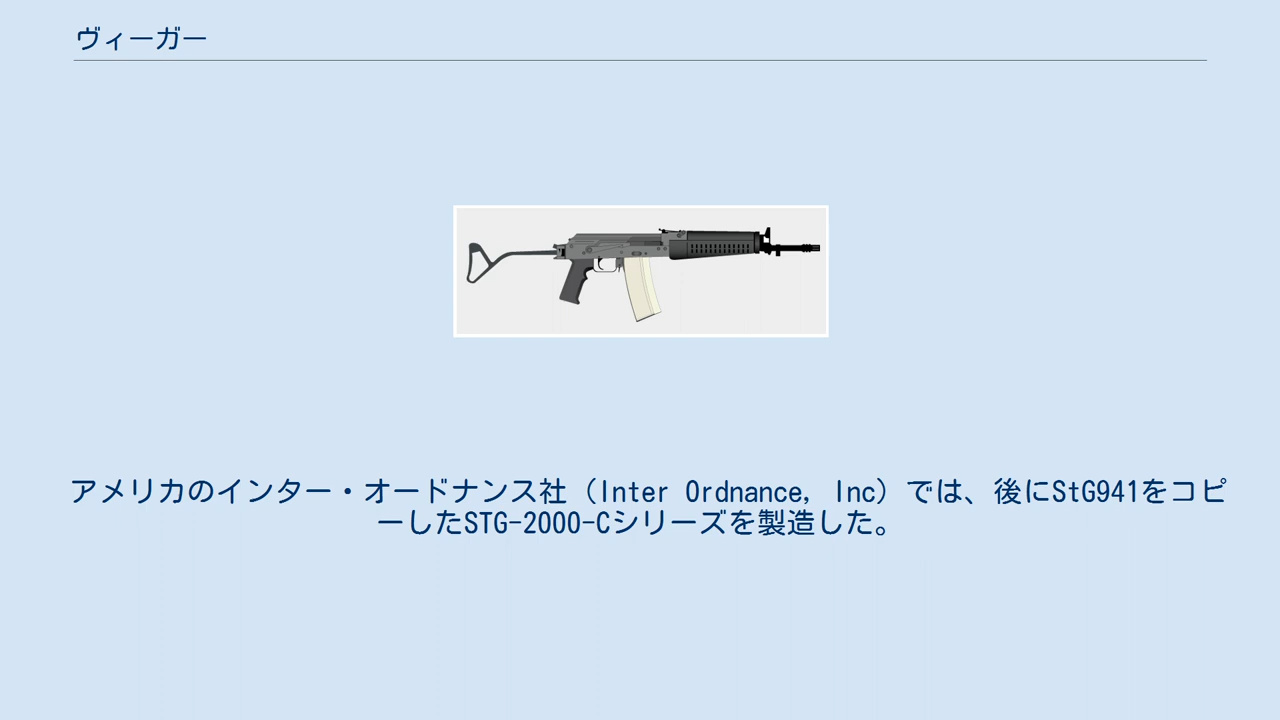 ヴィーガー
アメリカのインター・オードナンス社（Inter Ordnance, Inc）では、後にStG941をコピ
ーしたSTG-2000-Cシリーズを製造した。